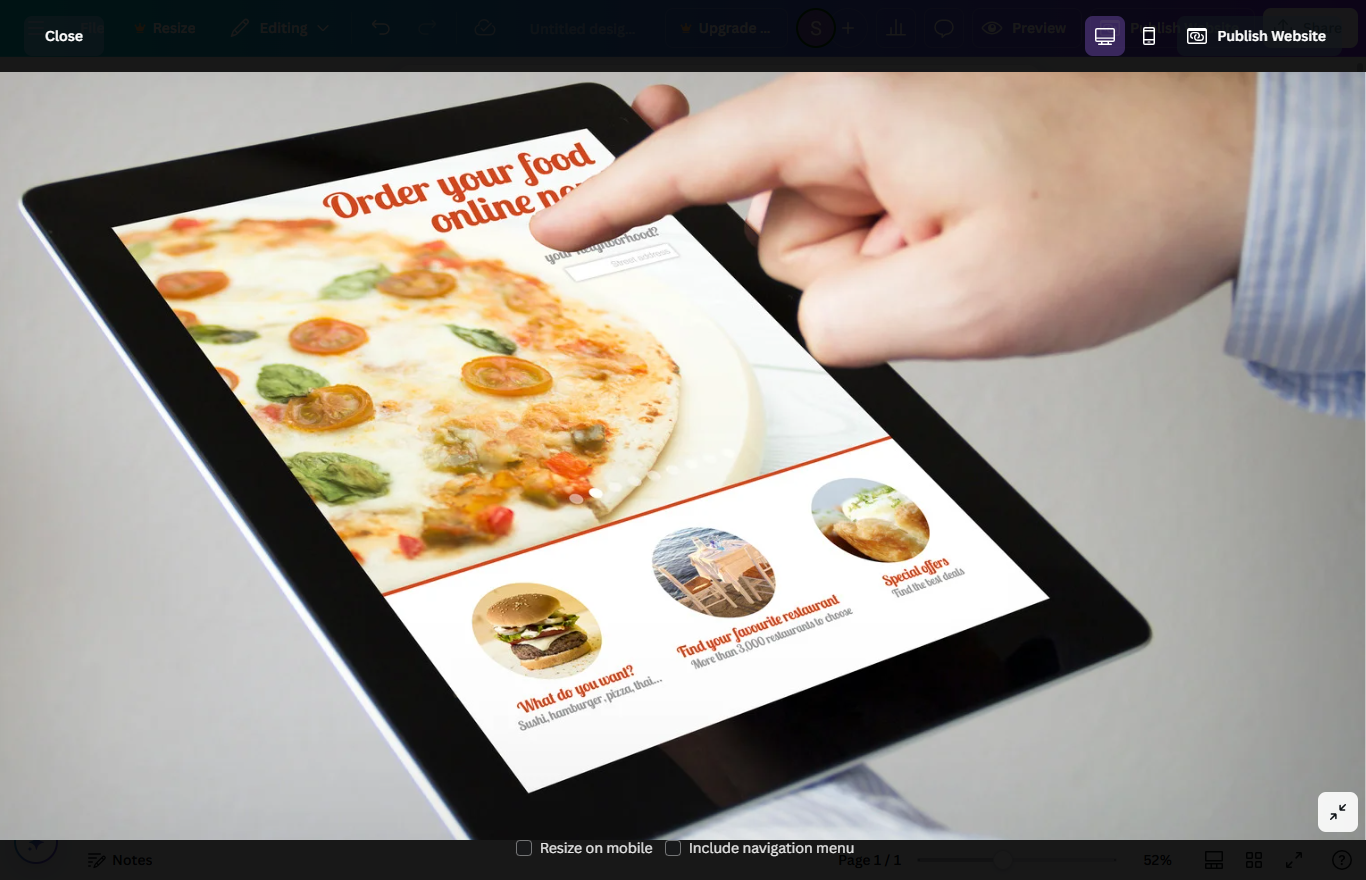 Close
Resize
Editing
Untitled desig...
Upgrade ...
S
Preview
Publish Website
Order your food
online
your neighborhood?
Street address
What do you want?
Sushi, hamburger, pizza, thai...
Find your favourite restaurant
More than 3,000 restaurants to choose
Special offers
Find the best deals
Resize on mobile
Include navigation menu
Notes
Page 1 / 1
52%